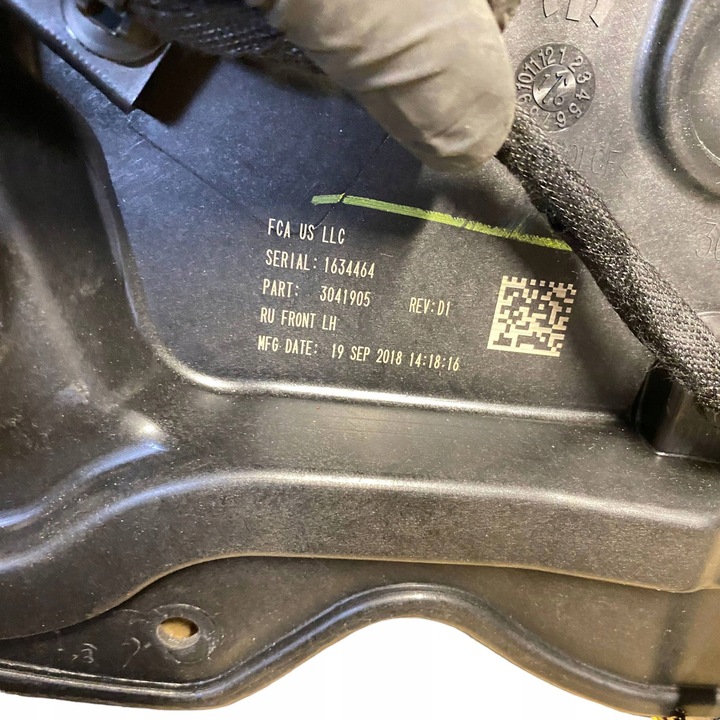 FCA US LLC
SERIAL: 1634464
PART: 3041905 REV:D1
RU FRONT LH
MFG DATE: 19 SEP 2018 14:18:16